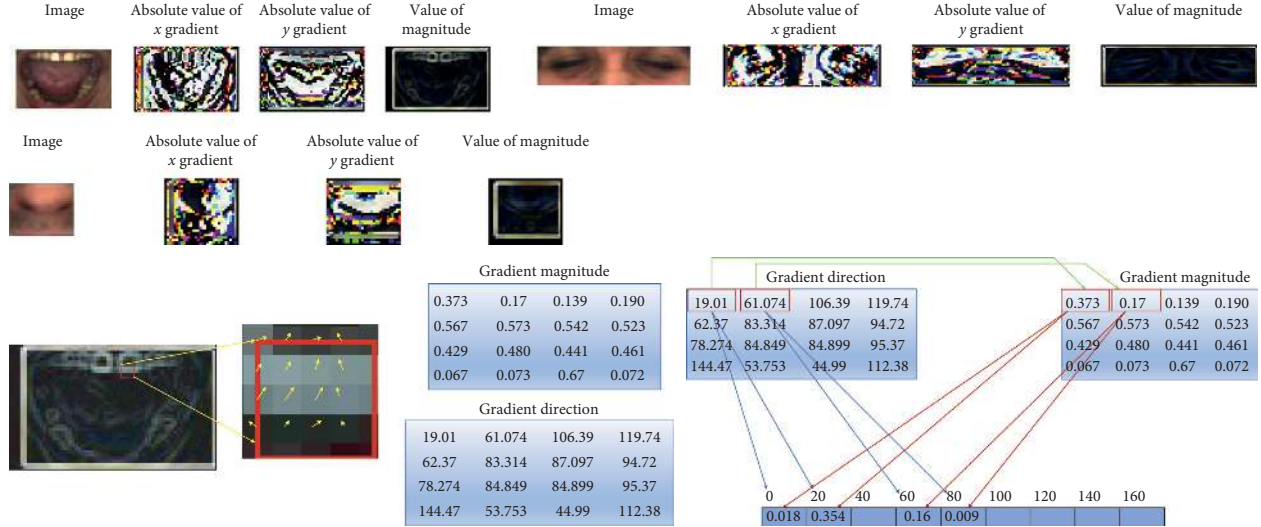 Image
Absolute value of
x gradient
Absolute value of
y gradient
Value of
magnitude
Image
Absolute value of
x gradient
Absolute value of
y gradient
Value of magnitude
Image
Absolute value of
x gradient
Absolute value of
y gradient
Value of magnitude
Gradient magnitude
0.373 0.17 0.139 0.190
0.567 0.573 0.542 0.523
0.429 0.480 0.441 0.461
0.067 0.073 0.67 0.072
Gradient direction
19.01 61.074 106.39 119.74
62.37 83.314 87.097 94.72
78.274 84.849 84.899 95.37
144.47 53.753 44.99 112.38
Gradient direction
19.01 61.074 106.39 119.74
62.37 83.314 87.097 94.72
78.274 84.849 84.899 95.37
144.47 53.753 44.99 112.38
Gradient magnitude
0.373 0.17 0.139 0.190
0.567 0.573 0.542 0.523
0.429 0.480 0.441 0.461
0.067 0.073 0.67 0.072
0 20 40 60 80 100 120 140 160
0.018 0.354 0.16 0.009